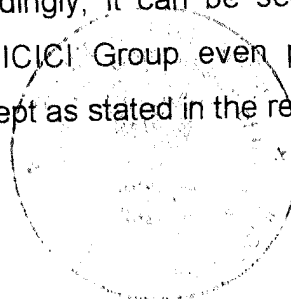 dingly, it can be se
ICICI Group even p
ept as stated in the re